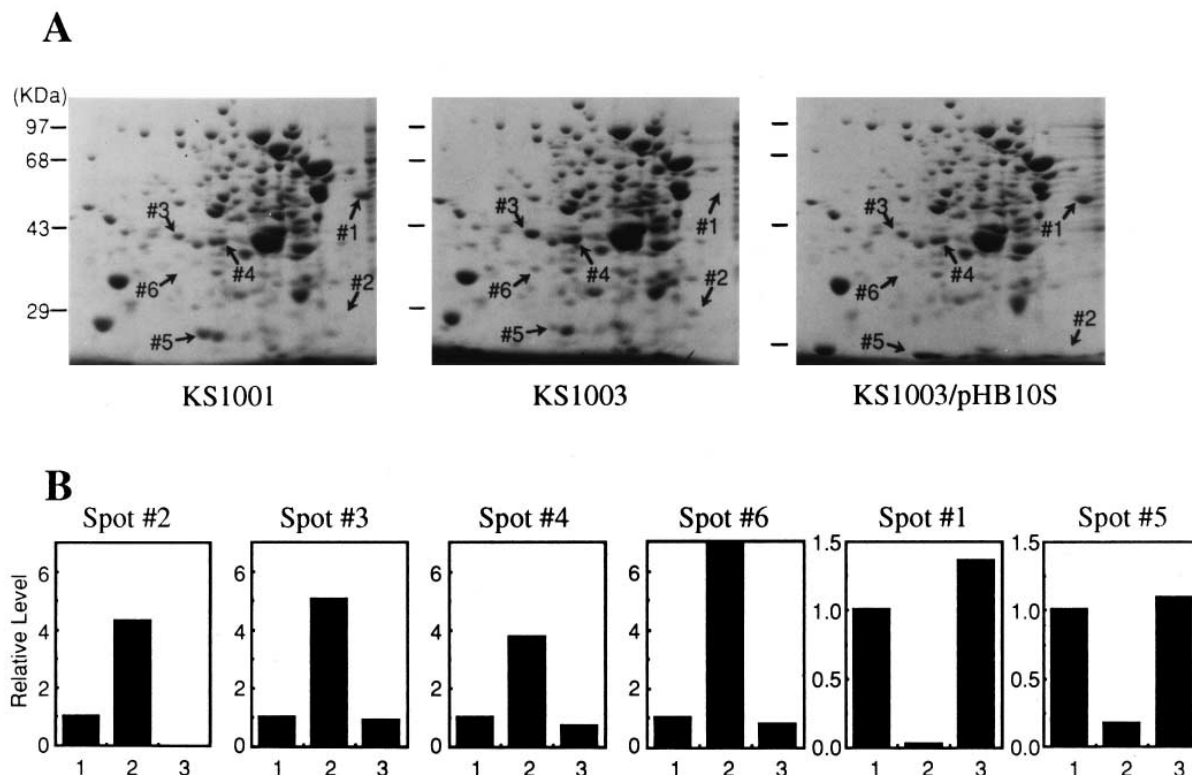 A
(KDa)
97
68
43
29
#3
#1
#4
#2
#6
#5
KS1001
#3
#1
#4
#2
#6
#5
KS1003
#3
#1
#4
#6
#2
#5
KS1003/pHB10S
B
Spot #2
Spot #3
Spot #4
Spot #6
Spot #1
Spot #5
Relative Level
6
4
2
0
1 2 3
6
4
2
0
1 2 3
6
4
2
0
1 2 3
6
4
2
0
1 2 3
1.5
1.0
0.5
0.0
1 2 3
1.5
1.0
0.5
0.0
1 2 3